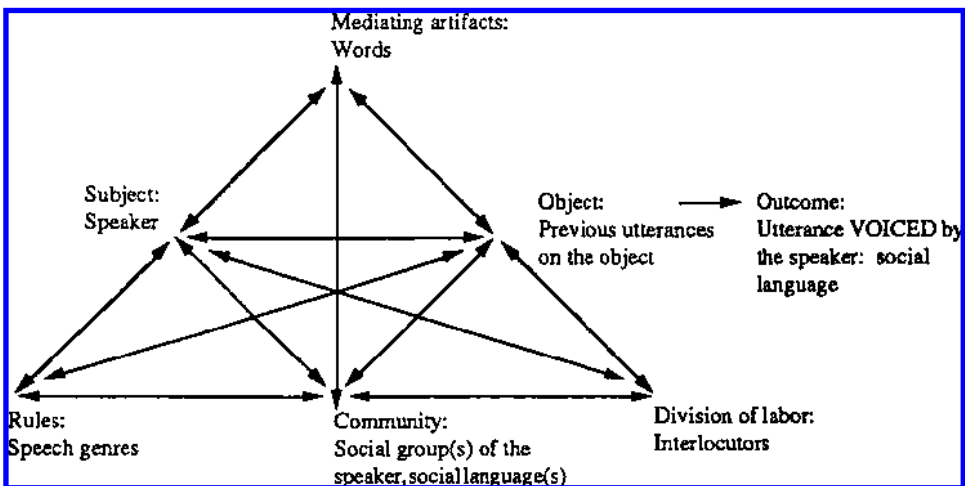 Mediating artifacts:
Words
Subject:
Speaker
Object:
Previous utterances
on the object
Outcome:
Utterance VOICED by
the speaker: social
language
Rules:
Speech genres
Community:
Social group(s) of the
speaker,social language(s)
Division of labor:
Interlocutors